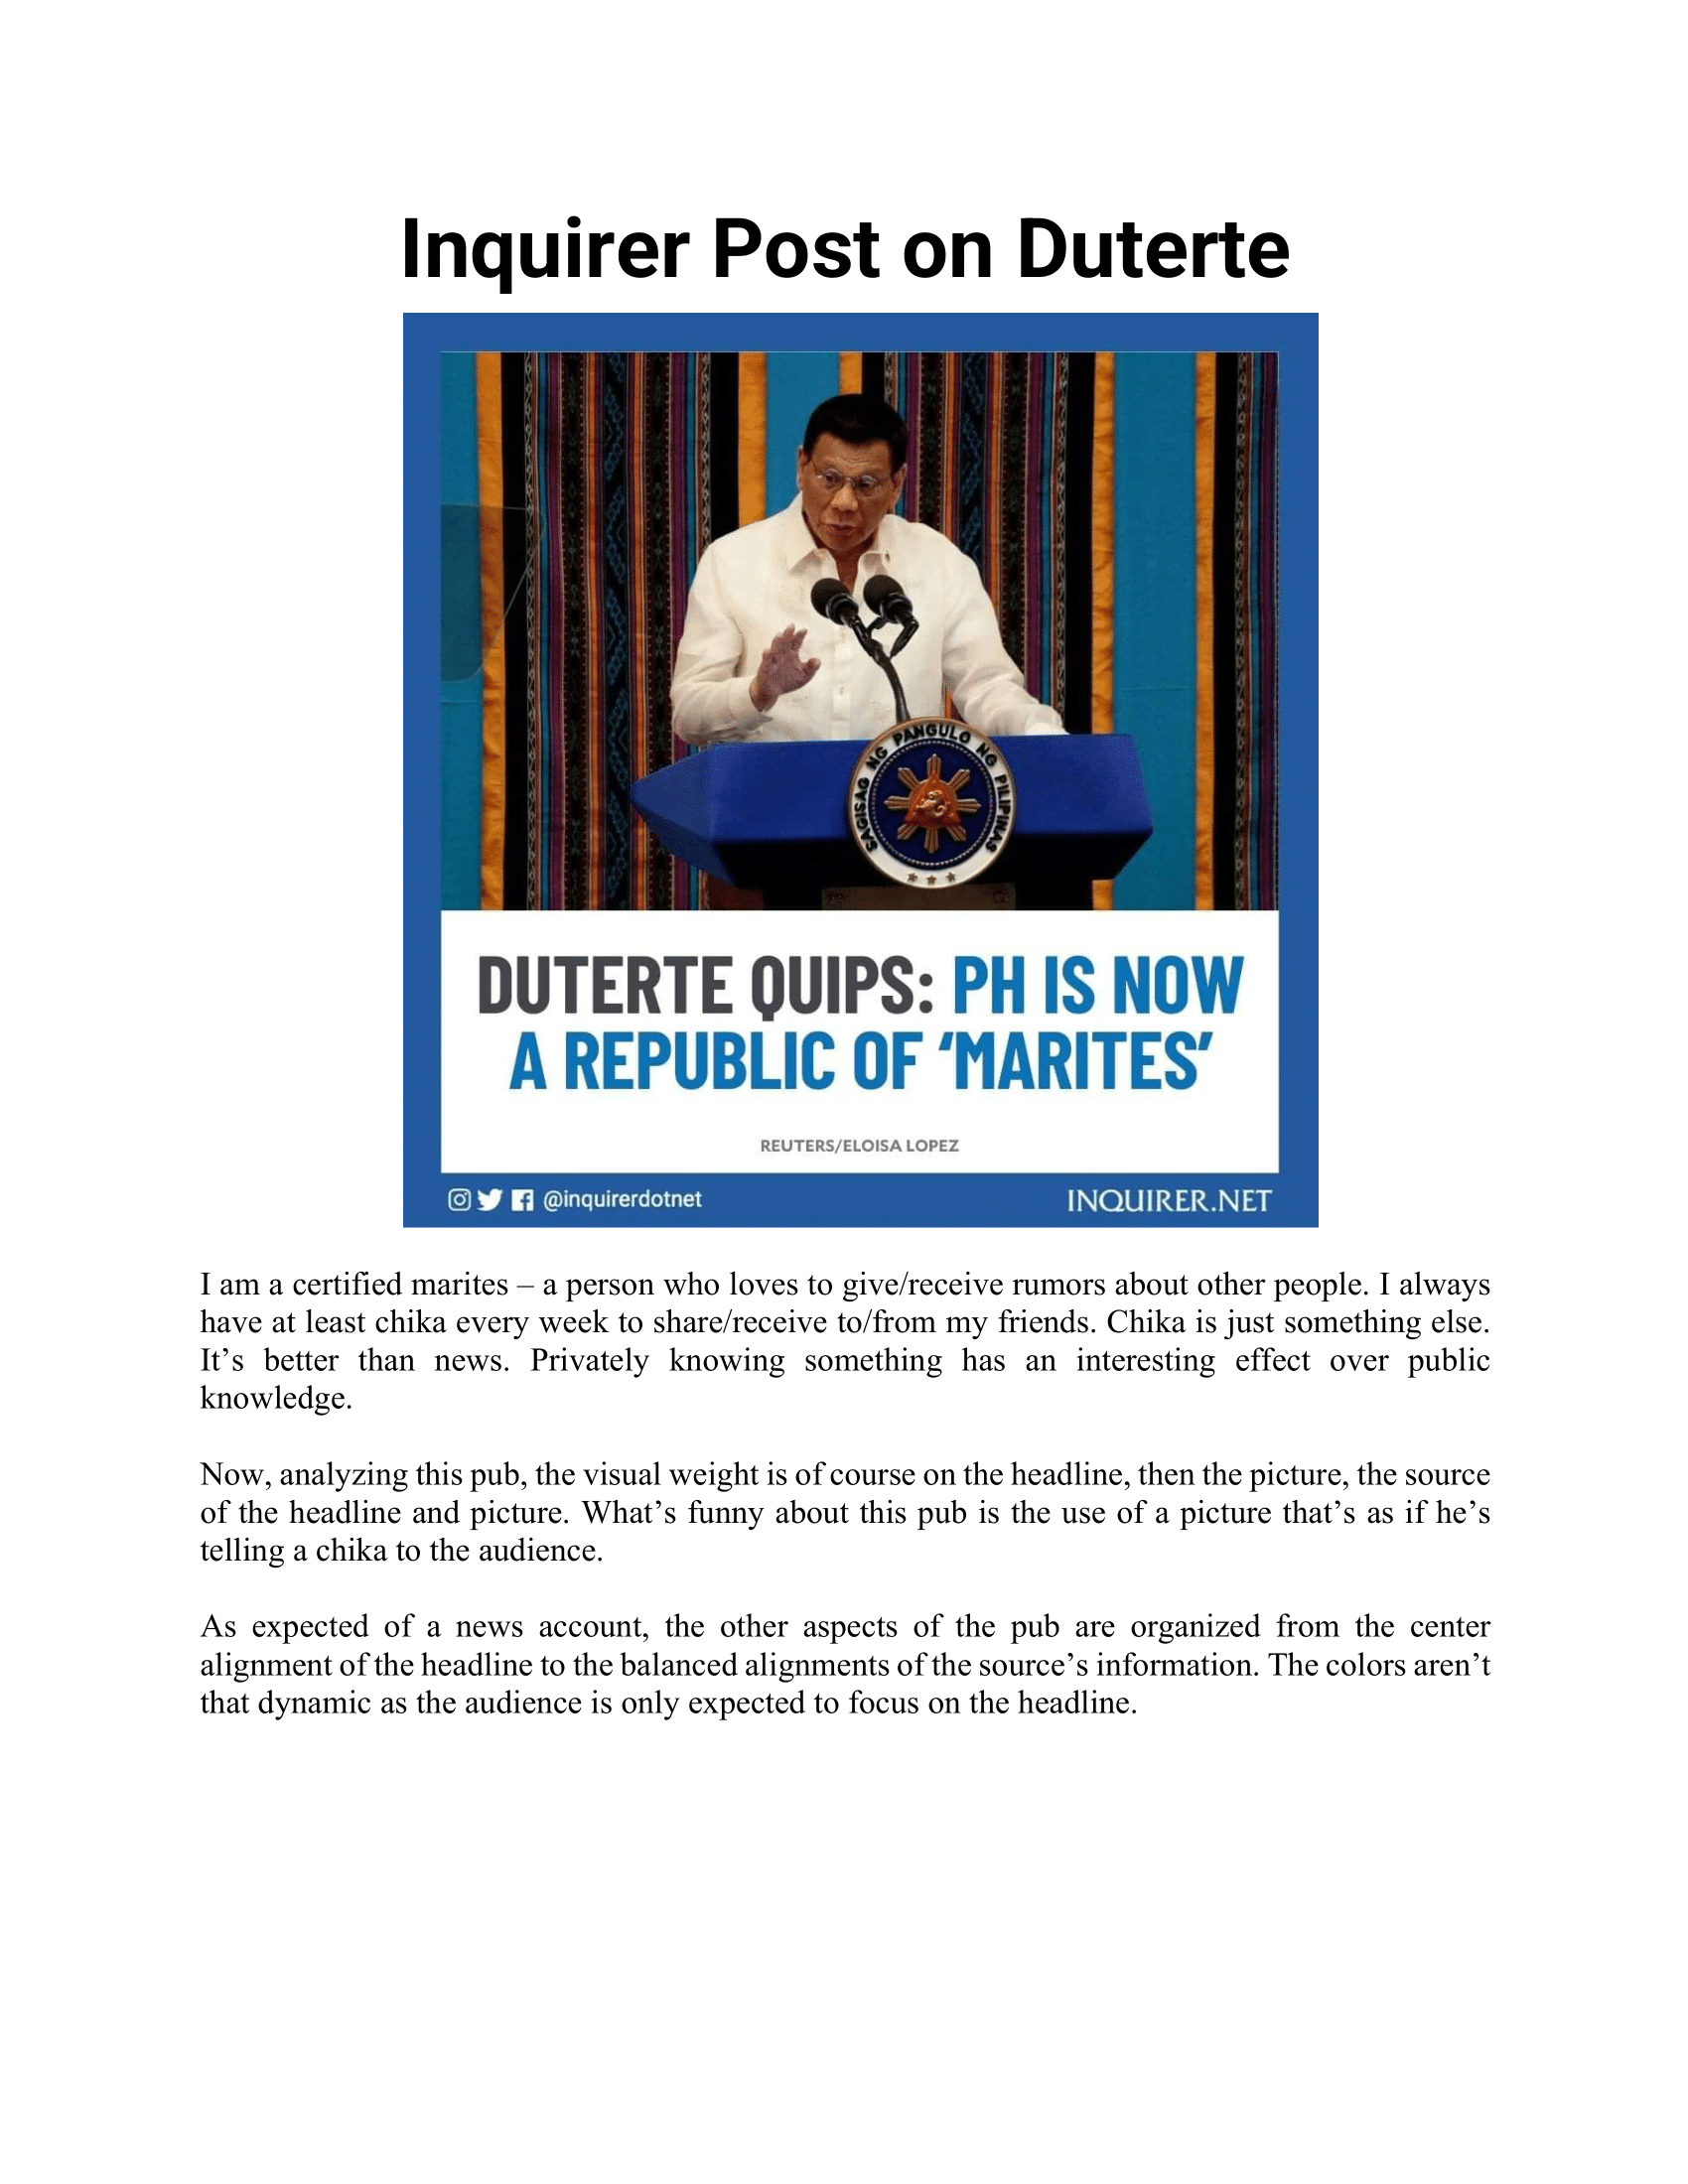 Inquirer Post on Duterte
SAGISAG NG PANGULO NG PILIPINAS
DUTERTE QUIPS: PH IS NOW
A REPUBLIC OF ‘MARITES’
REUTERS/ELOISA LOPEZ
@inquirerdotnet INQUIRER.NET
I am a certified marites – a person who loves to give/receive rumors about other people. I always
have at least chika every week to share/receive to/from my friends. Chika is just something else.
It’s better than news. Privately knowing something has an interesting effect over public
knowledge.
Now, analyzing this pub, the visual weight is of course on the headline, then the picture, the source
of the headline and picture. What’s funny about this pub is the use of a picture that’s as if he’s
telling a chika to the audience.
As expected of a news account, the other aspects of the pub are organized from the center
alignment of the headline to the balanced alignments of the source’s information. The colors aren’t
that dynamic as the audience is only expected to focus on the headline.